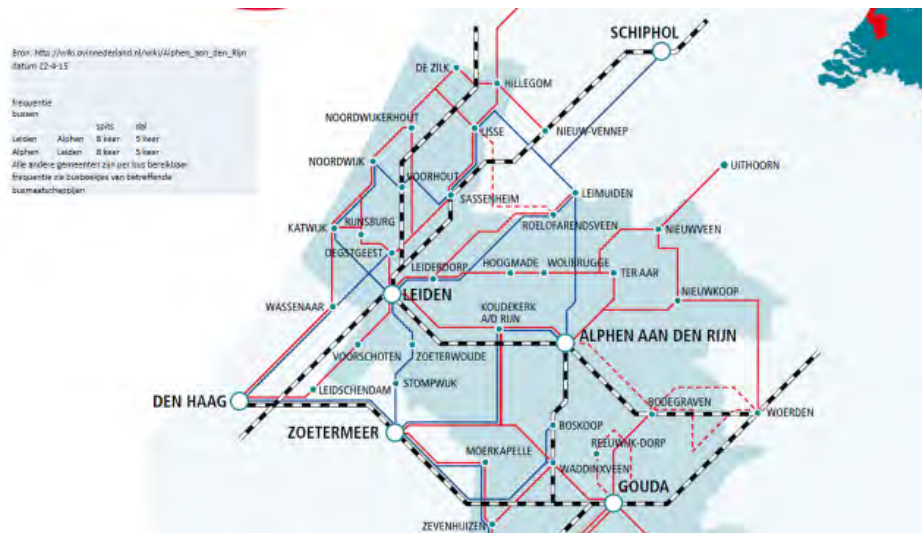 Bron: http://wiki.ovinnederland.nl/wiki/Alphen_aan_den_Rijn
datum 22-4-15
frequentie
bussen
spits dal
Leiden Alphen 8 keer 5 keer
Alphen Leiden 8 keer 5 keer
Alle andere gemeenten zijn per bus bereikbaar
frequentie zie busboekjes van betreffende
busmaatschappijen
SCHIPHOL
DE ZILK
HILLEGOM
NOORDWIJKERHOUT
LISSE
NIEUW-VENNEP
NOORDWIJK
UITHOORN
VOORHOUT
SASSENHEIM
LEIMUIDEN
KATWIJK
RIJNSBURG
ROELOFARENDSVEEN
NIEUWVEEN
OEGSTGEEST
LEIDERDORP
HOOGMADE
WOUBRUGGE
TER AAR
LEIDEN
NIEUWKOOP
WASSENAAR
KOUDEKERK
A/D RIJN
ALPHEN AAN DEN RIJN
VOORSCHOTEN
ZOETERWOUDE
STOMPWIJK
LEIDSCHENDAM
DEN HAAG
BODEGRAVEN
WOERDEN
ZOETERMEER
BOSKOOP
REEUWIJK-DORP
MOERKAPELLE
WADDINXVEEN
GOUDA
ZEVENHUIZEN